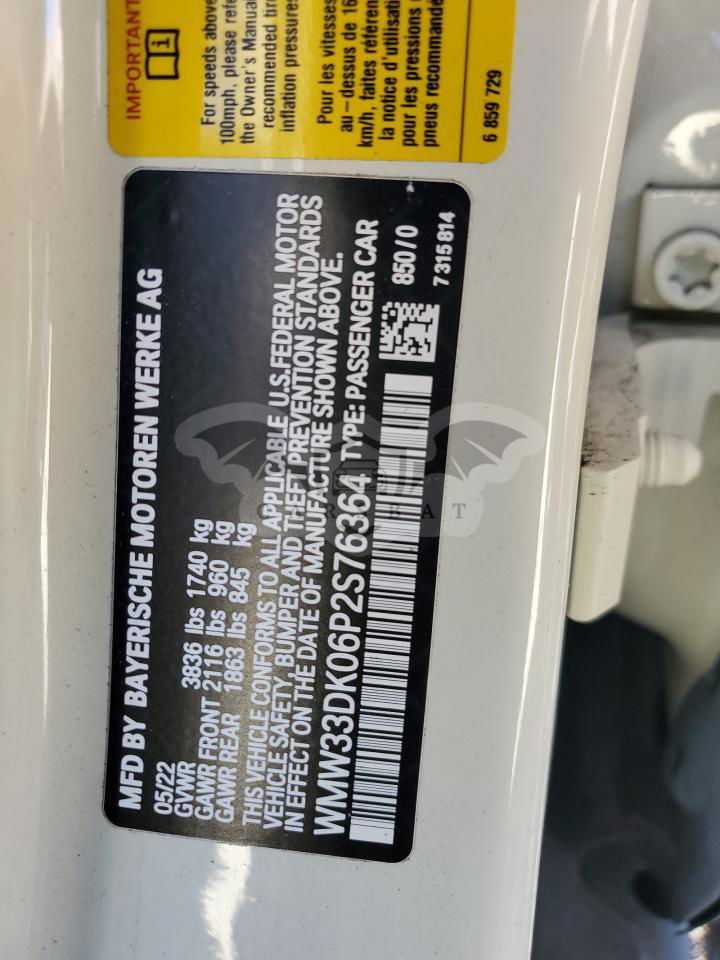 IMPORTANT
For speeds above
100mph, please refe
the Owner's Manua
recommended tire
inflation pressures
Pour les vitesses
au-dessus de 16
km/h, faites référen
la notice d'utilisati
pour les pressions
pneus recommandé
6 859 729
MFD BY BAYERISCHE MOTOREN WERKE AG
05/22
GVWR 3836 lbs 1740 kg
GAWR FRONT 2116 lbs 960 kg
GAWR REAR 1863 lbs 845 kg
THIS VEHICLE CONFORMS TO ALL APPLICABLE U.S.FEDERAL MOTOR
VEHICLE SAFETY, BUMPER AND THEFT PREVENTION STANDARDS
IN EFFECT ON THE DATE OF MANUFACTURE SHOWN ABOVE.
WMW33DK06P2S76364 TYPE: PASSENGER CAR
850/0
7 315 814